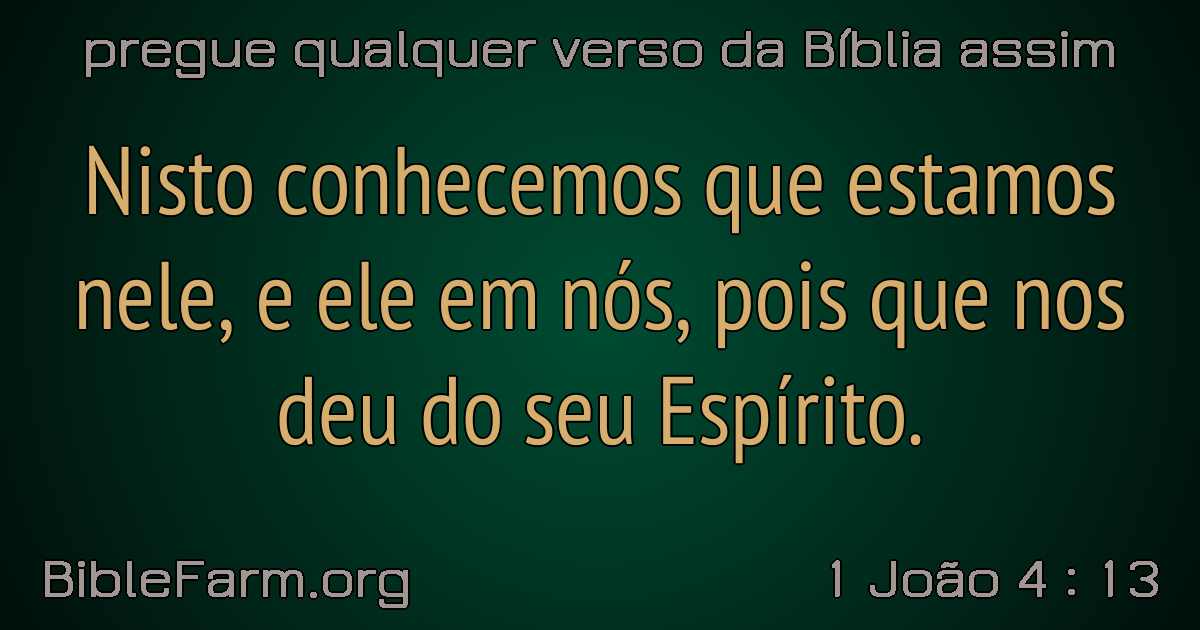 pregue qualquer verso da Bíblia assim
Nisto conhecemos que estamos
nele, e ele em nós, pois que nos
deu do seu Espírito.
BibleFarm.org
1 João 4 : 13